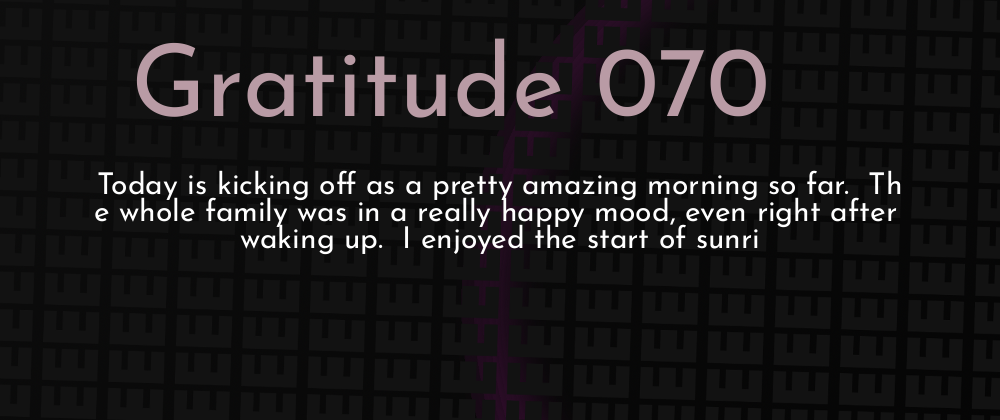 Gratitude 070
Today is kicking off as a pretty amazing morning so far.  Th
e whole family was in a really happy mood, even right after
waking up.  I enjoyed the start of sunri